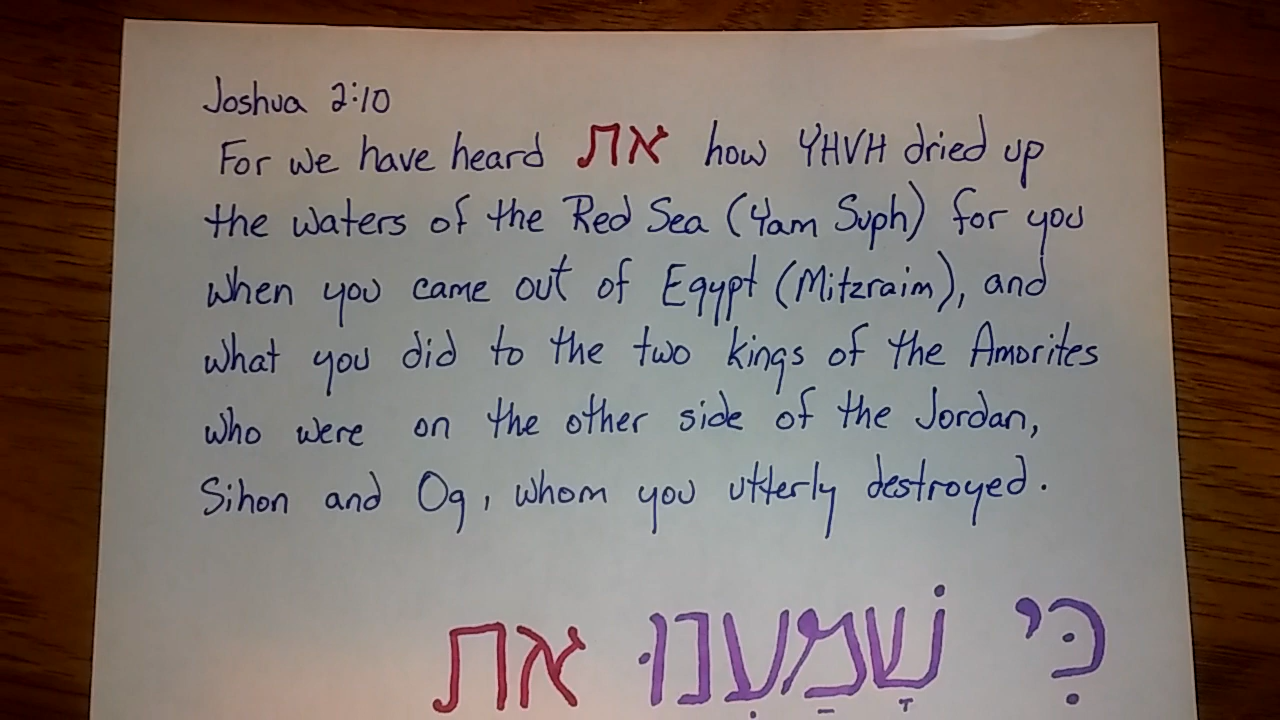 Joshua 2:10
For we have heard את how YHVH dried up
the waters of the Red Sea (Yam Suph) for you
when you came out of Egypt (Mitzraim), and
what you did to the two kings of the Amorites
who were on the other side of the Jordan,
Sihon and Og, whom you utterly destroyed.
כִּי שָׁמַעְנוּ את